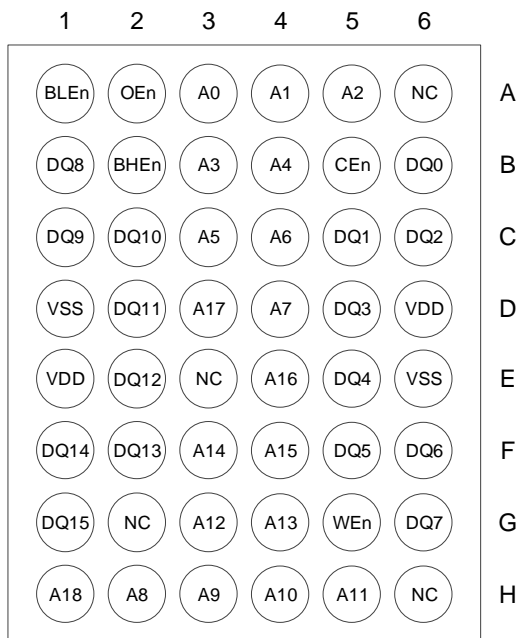 1 2 3 4 5 6
BLEn OEn A0 A1 A2 NC A
DQ8 BHEn A3 A4 CEn DQ0 B
DQ9 DQ10 A5 A6 DQ1 DQ2 C
VSS DQ11 A17 A7 DQ3 VDD D
VDD DQ12 NC A16 DQ4 VSS E
DQ14 DQ13 A14 A15 DQ5 DQ6 F
DQ15 NC A12 A13 WEn DQ7 G
A18 A8 A9 A10 A11 NC H